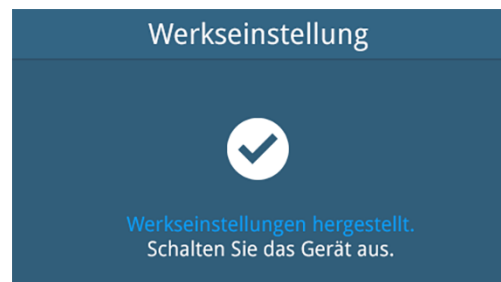 Werkseinstellung
Werkseinstellungen hergestellt.
Schalten Sie das Gerät aus.